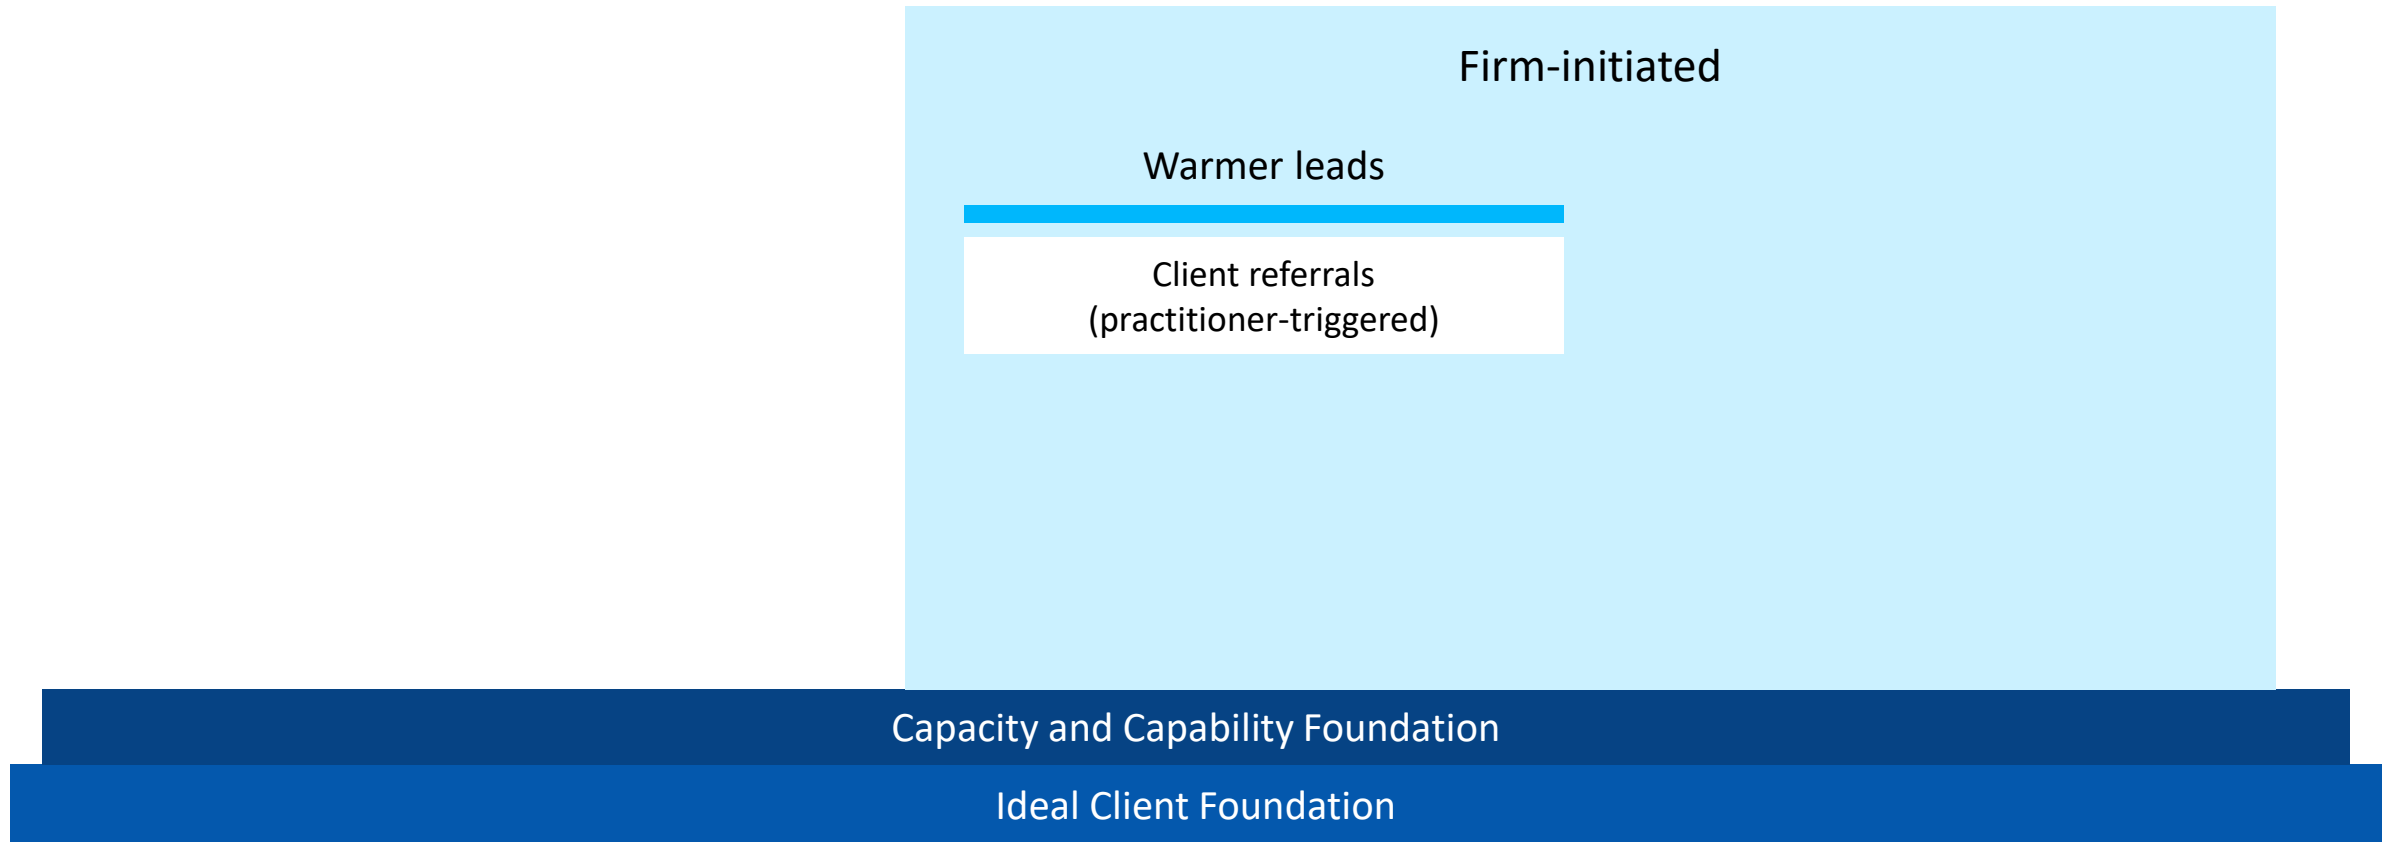 Firm-initiated
Warmer leads
Client referrals
(practitioner-triggered)
Capacity and Capability Foundation
Ideal Client Foundation